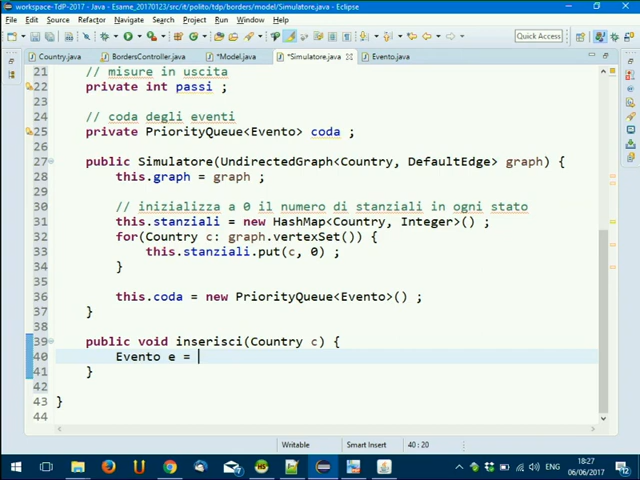 workspace-TdP-2017 - Esame_20170123/src/it/polito/tdp/borders/model/Simulatore.java - Eclipse
File Edit Source Refactor Navigate Search Project Run Window Help
Quick Access
Country.java BordersController.java *Model.java *Simulatore.java Evento.java
21 // misure in uscita
22 private int passi ;
23
24 // coda degli eventi
25 private PriorityQueue<Evento> coda ;
26
27 public Simulatore(UndirectedGraph<Country, DefaultEdge> graph) {
28 this.graph = graph ;
29
30 // inizializza a 0 il numero di stanziali in ogni stato
31 this.stanziali = new HashMap<Country, Integer>() ;
32 for(Country c: graph.vertexSet()) {
33 this.stanziali.put(c, 0) ;
34 }
35
36 this.coda = new PriorityQueue<Evento>() ;
37 }
38
39 public void inserisci(Country c) {
40 Evento e =
41 }
42
43 }
44
Writable Smart Insert 40 : 20
ENG 18:27
06/06/2017